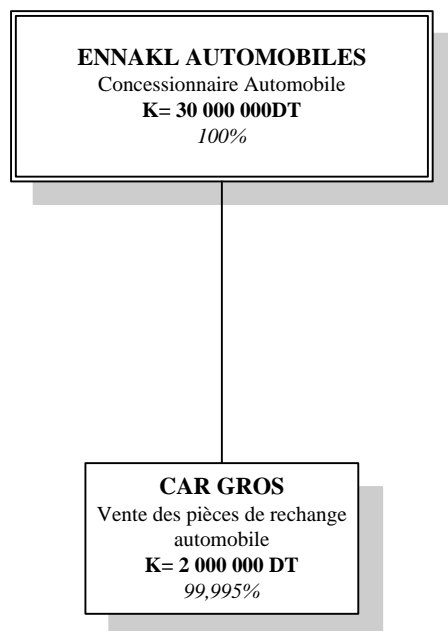 ENNAKL AUTOMOBILES
Concessionnaire Automobile
K= 30 000 000DT
100%
CAR GROS
Vente des pièces de rechange
automobile
K= 2 000 000 DT
99,995%